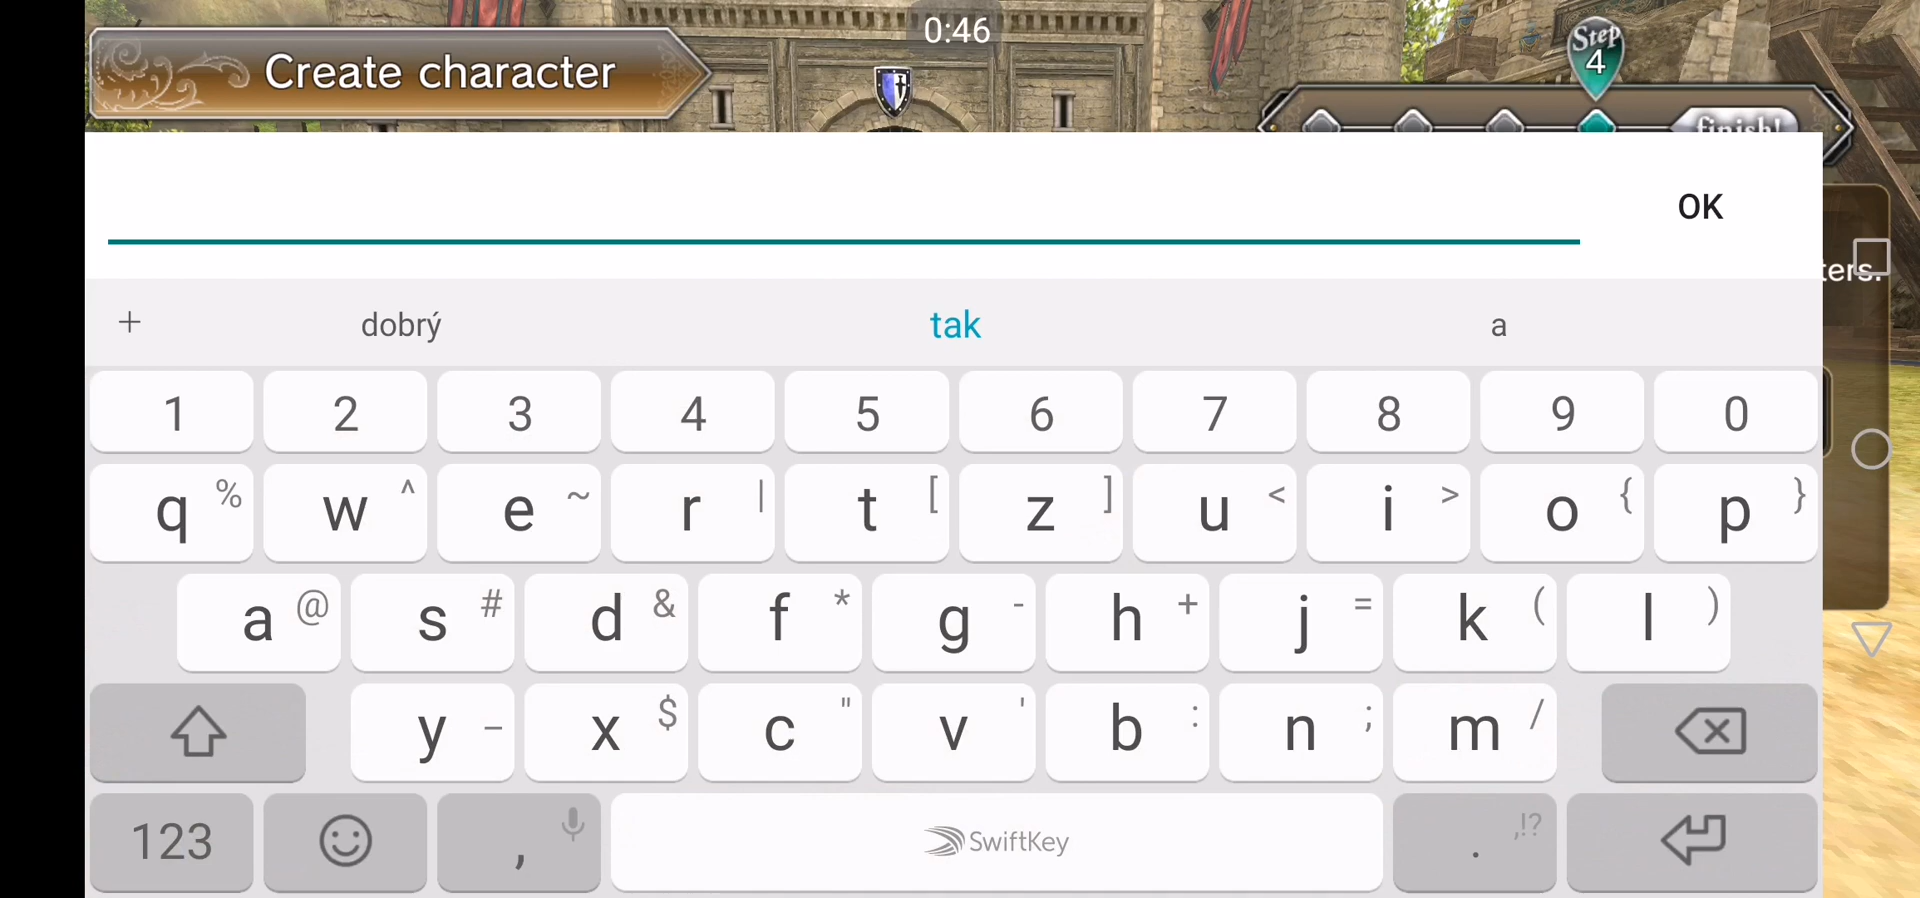 0:46
Create character
Step
4
finish!
OK
ters.
+ dobrý tak a
1 2 3 4 5 6 7 8 9 0
q % w ^ e ~ r | t [ z ] u < i > o { p }
a @ s # d & f * g - h + j = k ( l )
y _ x $ c " v ' b : n ; m /
123 , SwiftKey . ,!?